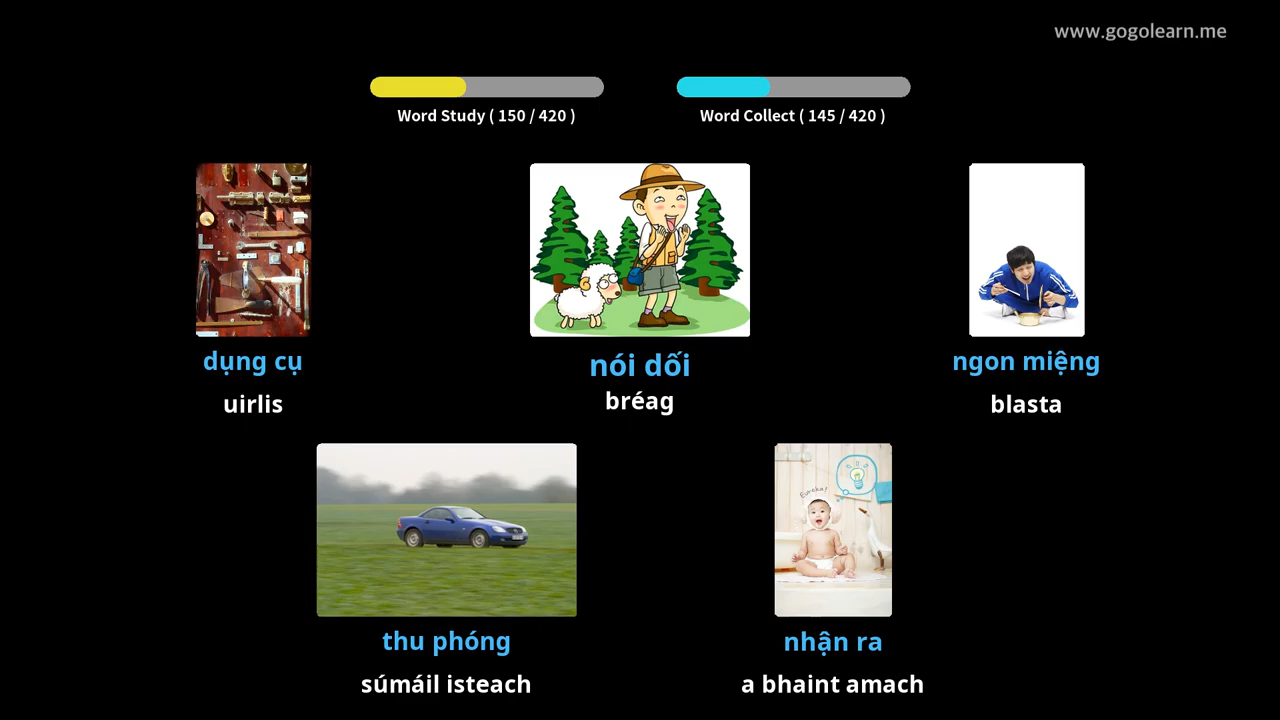 www.gogolearn.me
Word Study ( 150 / 420 )
Word Collect ( 145 / 420 )
dụng cụ
uirlis
nói dối
bréag
ngon miệng
blasta
Eureka!
thu phóng
súmáil isteach
nhận ra
a bhaint amach